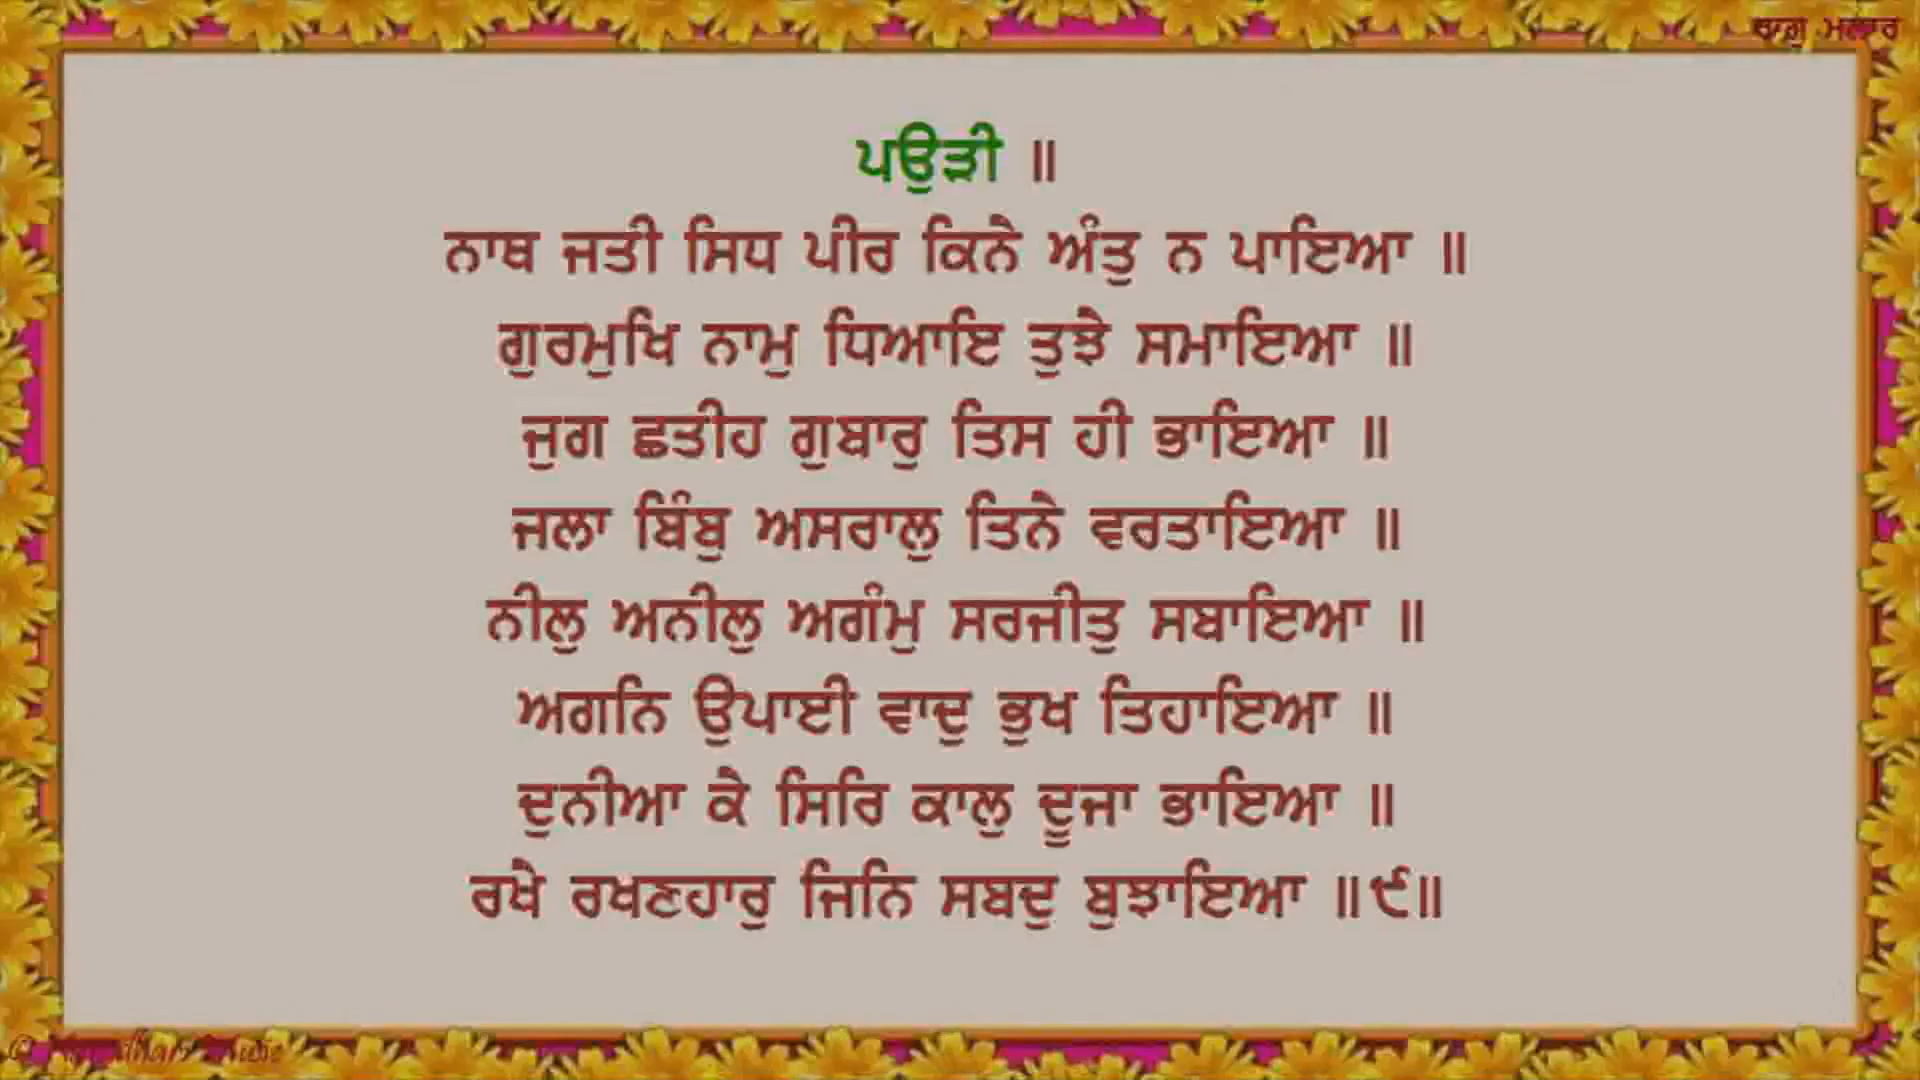 ਰਾਗੁ ਮਲਾਰ
ਪਉੜੀ ॥
ਨਾਥ ਜਤੀ ਸਿਧ ਪੀਰ ਕਿਨੈ ਅੰਤੁ ਨ ਪਾਇਆ ॥
ਗੁਰਮੁਖਿ ਨਾਮੁ ਧਿਆਇ ਤੁਝੈ ਸਮਾਇਆ ॥
ਜੁਗ ਛਤੀਹ ਗੁਬਾਰੁ ਤਿਸ ਹੀ ਭਾਇਆ ॥
ਜਲਾ ਬਿੰਬੁ ਅਸਰਾਲੁ ਤਿਨੈ ਵਰਤਾਇਆ ॥
ਨੀਲੁ ਅਨੀਲੁ ਅਗੰਮੁ ਸਰਜੀਤੁ ਸਬਾਇਆ ॥
ਅਗਨਿ ਉਪਾਈ ਵਾਦੁ ਭੁਖ ਤਿਹਾਇਆ ॥
ਦੁਨੀਆ ਕੈ ਸਿਰਿ ਕਾਲੁ ਦੂਜਾ ਭਾਇਆ ॥
ਰਖੈ ਰਖਣਹਾਰੁ ਜਿਨਿ ਸਬਦੁ ਬੁਝਾਇਆ ॥੯॥